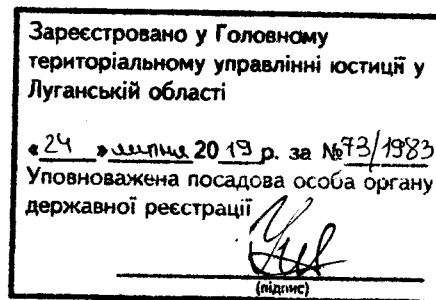 Зареєстровано у Головному
територіальному управлінні юстиції у
Луганській області
«24» липня 2019 р. за №73/1983
Уповноважена посадова особа органу
державної реєстрації
(підпис)